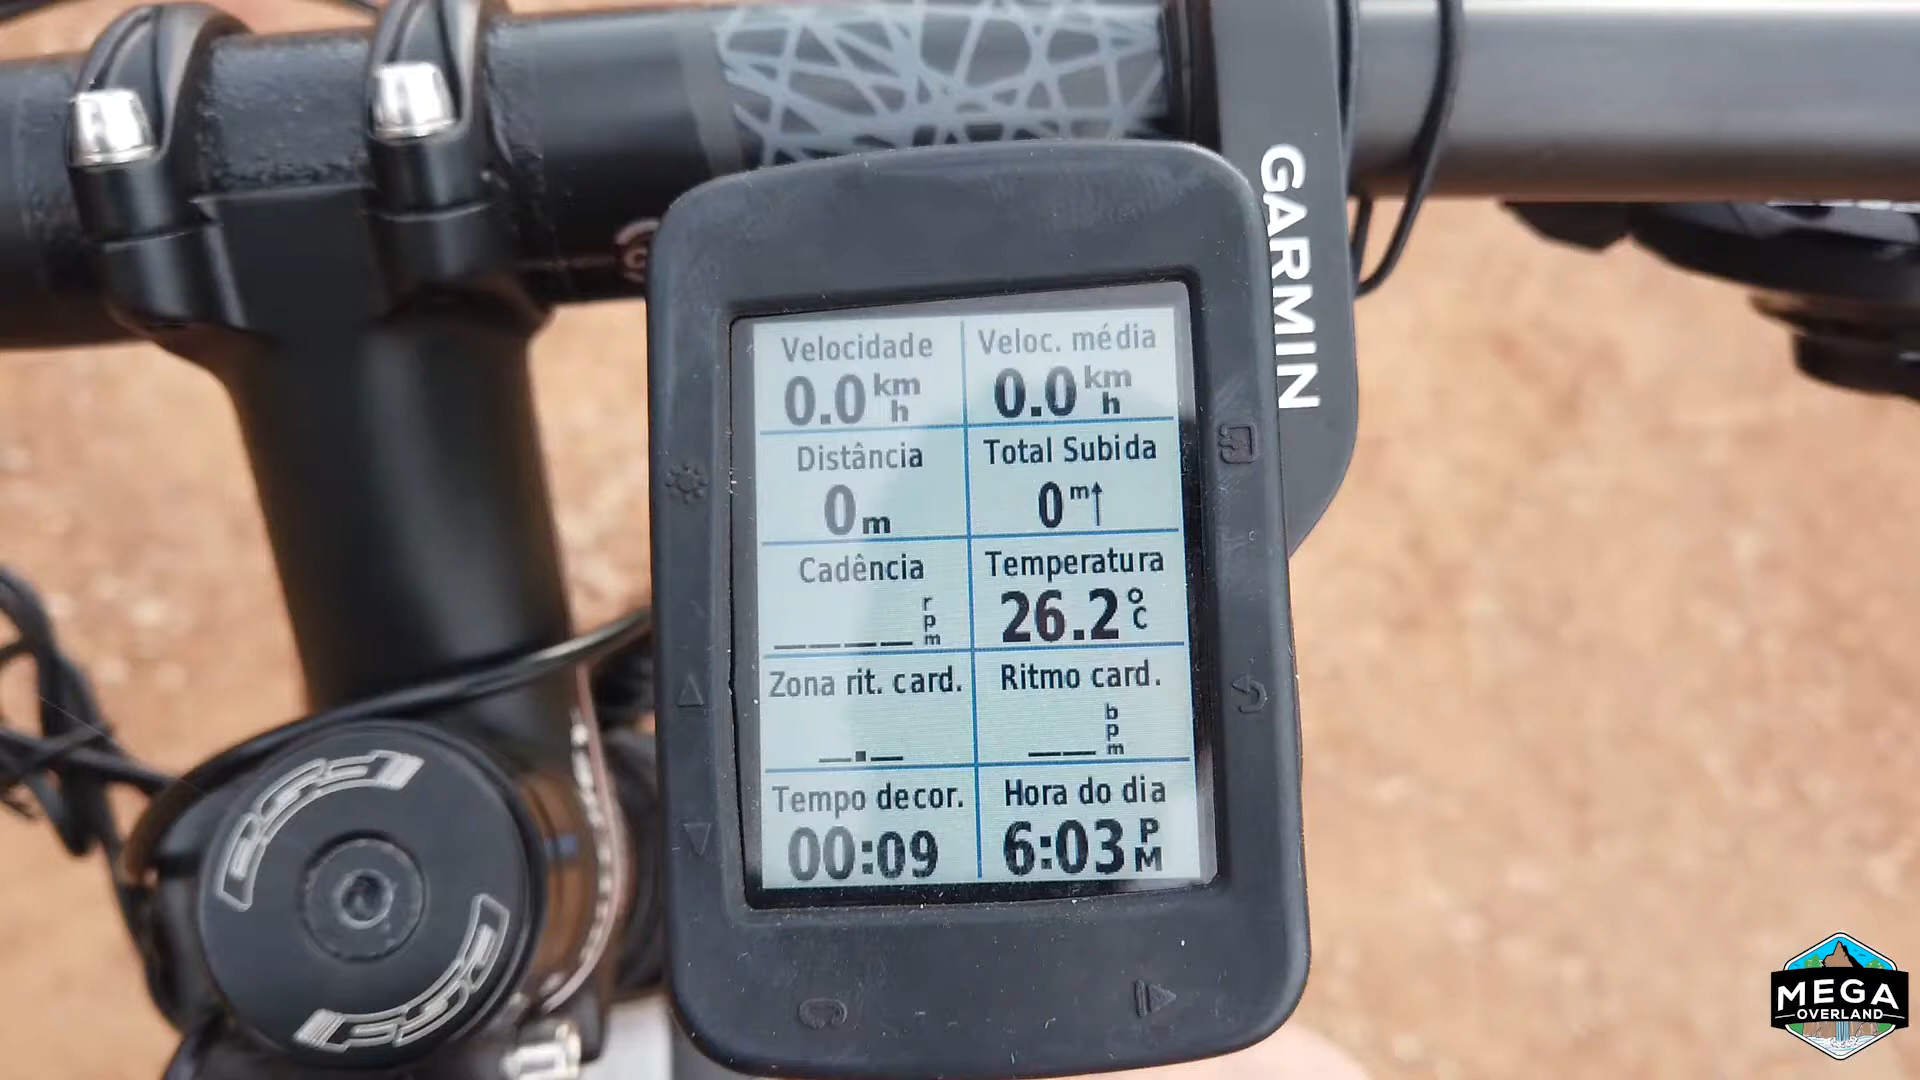 GARMIN
Velocidade
0.0 km h
Veloc. média
0.0 km h
Distância
0 m
Total Subida
0 m↑
Cadência
____ rpm
Temperatura
26.2 °C
Zona rit. card.
_._
Ritmo card.
__ bpm
Tempo decor.
00:09
Hora do dia
6:03 PM
MEGA
OVERLAND